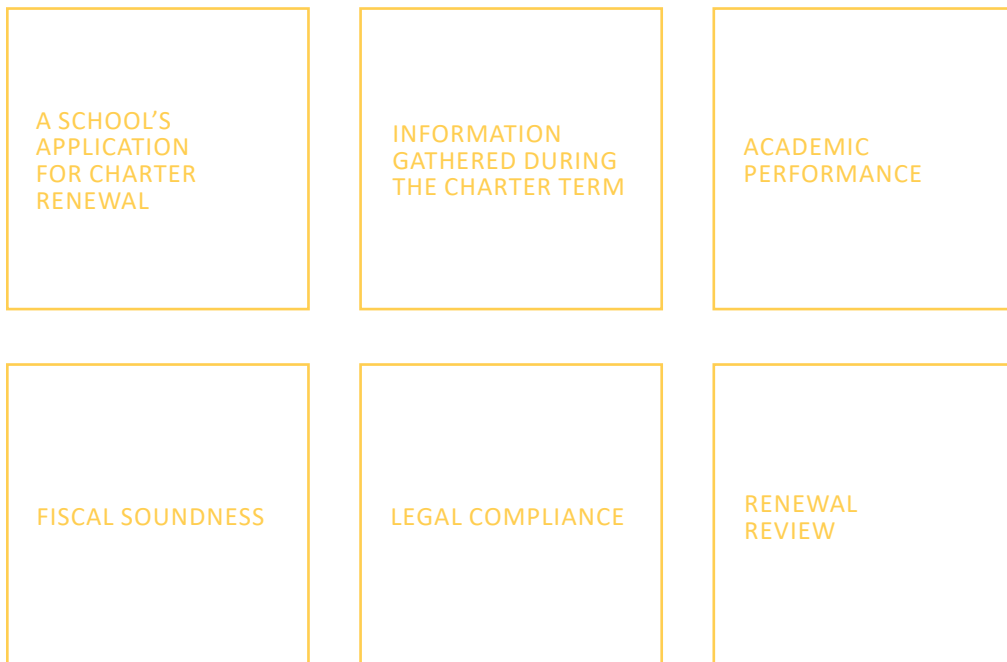 A SCHOOL’S
APPLICATION
FOR CHARTER
RENEWAL
INFORMATION
GATHERED DURING
THE CHARTER TERM
ACADEMIC
PERFORMANCE
FISCAL SOUNDNESS
LEGAL COMPLIANCE
RENEWAL
REVIEW